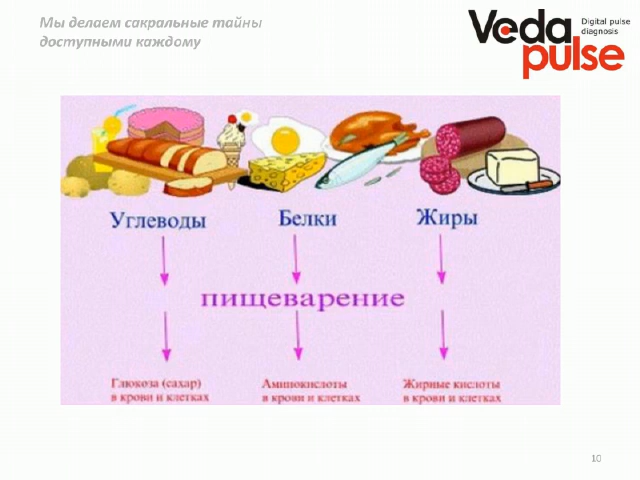 Мы делаем сакральные тайны
доступными каждому
Veda
pulse
Digital pulse
diagnosis
Углеводы
Белки
Жиры
пищеварение
Глюкоза (сахар)
в крови и клетках
Аминокислоты
в крови и клетках
Жирные кислоты
в крови и клетках
10